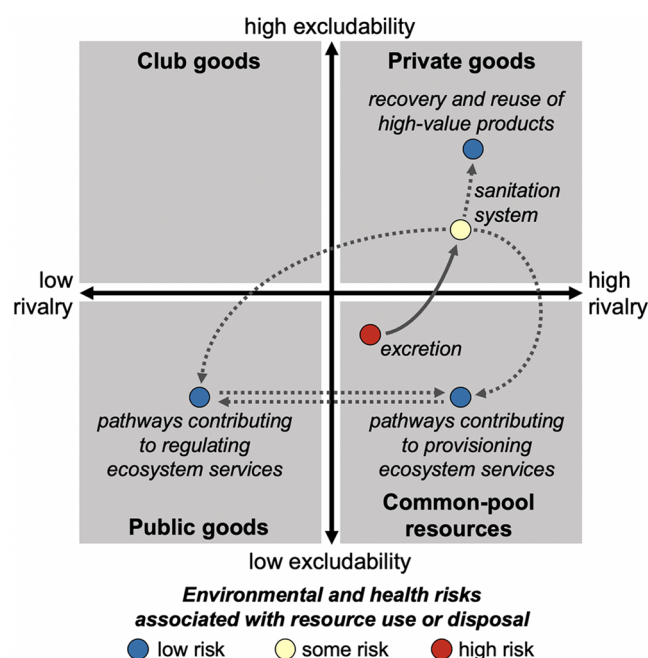 high excludability
Club goods
Private goods
recovery and reuse of
high-value products
sanitation
system
low
rivalry
high
rivalry
excretion
pathways contributing
to regulating
ecosystem services
pathways contributing
to provisioning
ecosystem services
Public goods
Common-pool
resources
low excludability
Environmental and health risks
associated with resource use or disposal
low risk
some risk
high risk